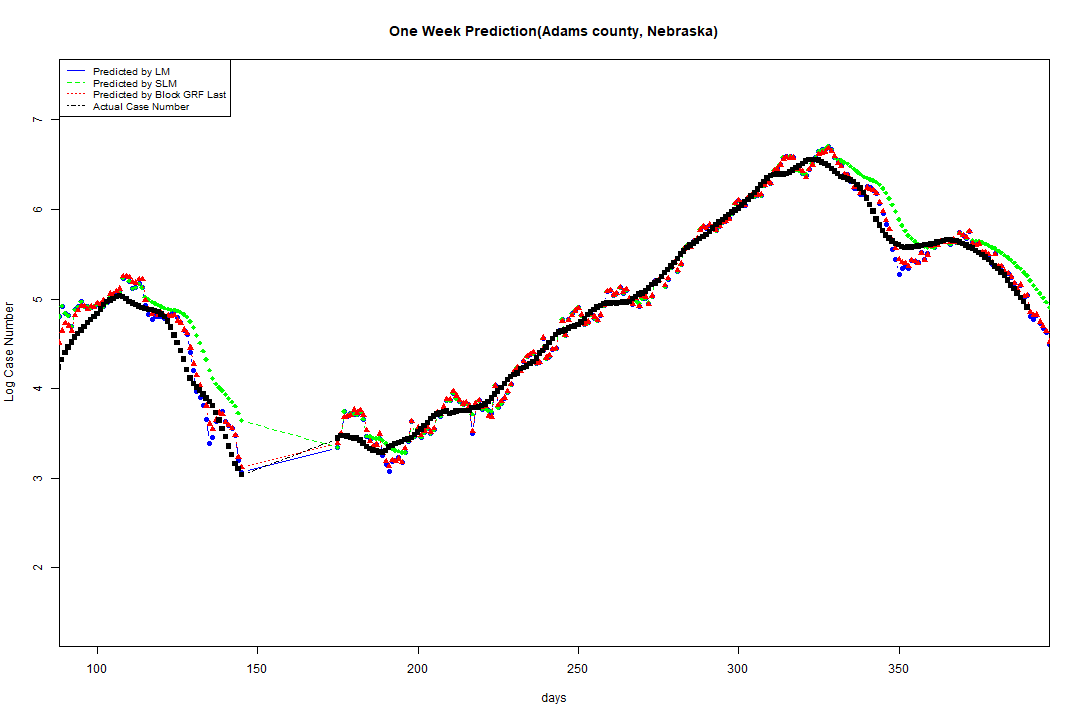 One Week Prediction(Adams county, Nebraska)
Predicted by LM
Predicted by SLM
Predicted by Block GRF Last
Actual Case Number
7
6
5
4
3
2
Log Case Number
100
150
200
250
300
350
days